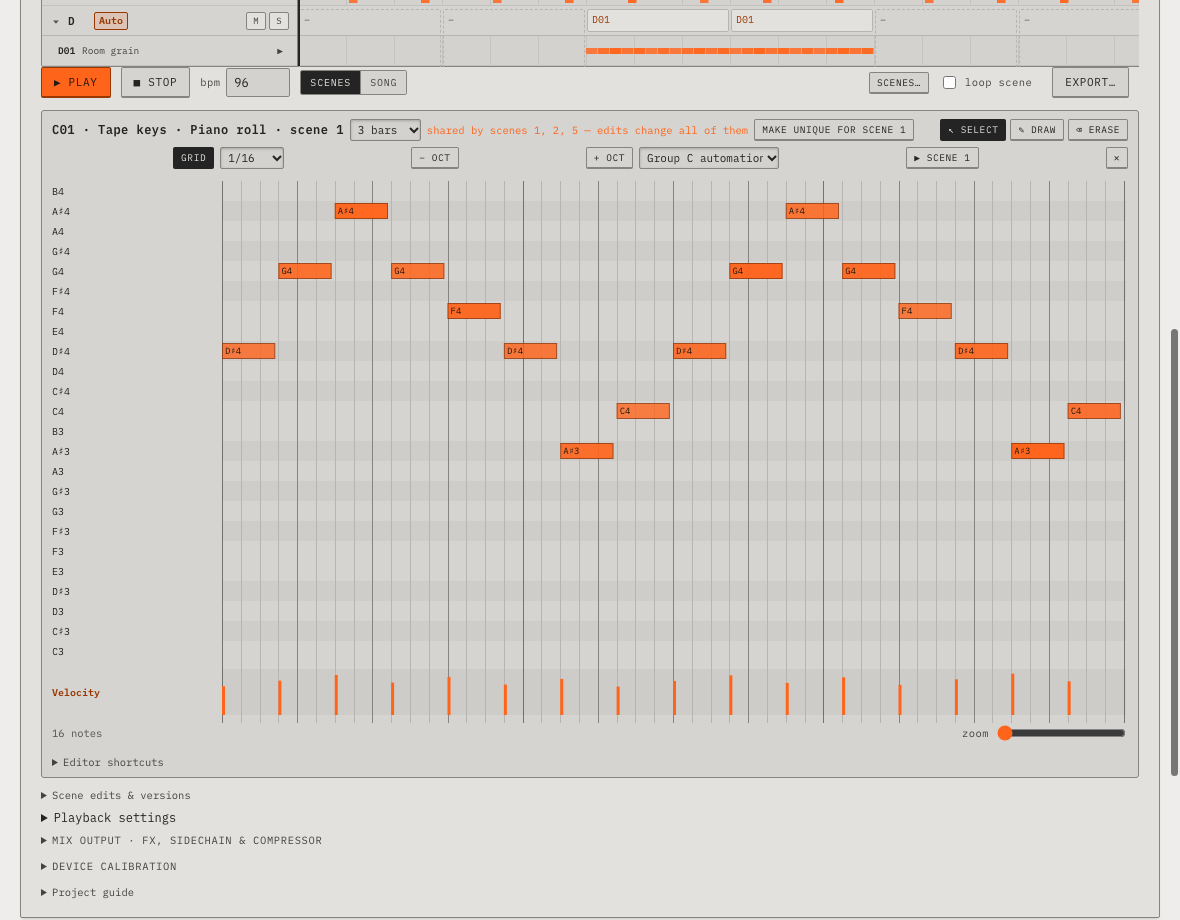 ▾ D Auto M S – – D01 D01 – –
D01 Room grain ▶
▶ PLAY ■ STOP bpm 96 SCENES SONG SCENES… loop scene EXPORT…
C01 · Tape keys · Piano roll · scene 1 3 bars shared by scenes 1, 2, 5 — edits change all of them MAKE UNIQUE FOR SCENE 1 ↖ SELECT ✎ DRAW ⌫ ERASE
GRID 1/16 − OCT + OCT Group C automation ▶ SCENE 1 ×
B4
A♯4 A♯4 A♯4
A4
G♯4
G4 G4 G4 G4 G4
F♯4
F4 F4 F4
E4
D♯4 D♯4 D♯4 D♯4 D♯4
D4
C♯4
C4 C4 C4
B3
A♯3 A♯3 A♯3
A3
G♯3
G3
F♯3
F3
E3
D♯3
D3
C♯3
C3
Velocity
16 notes zoom
▶ Editor shortcuts
▶ Scene edits & versions
▶ Playback settings
▶ MIX OUTPUT · FX, SIDECHAIN & COMPRESSOR
▶ DEVICE CALIBRATION
▶ Project guide